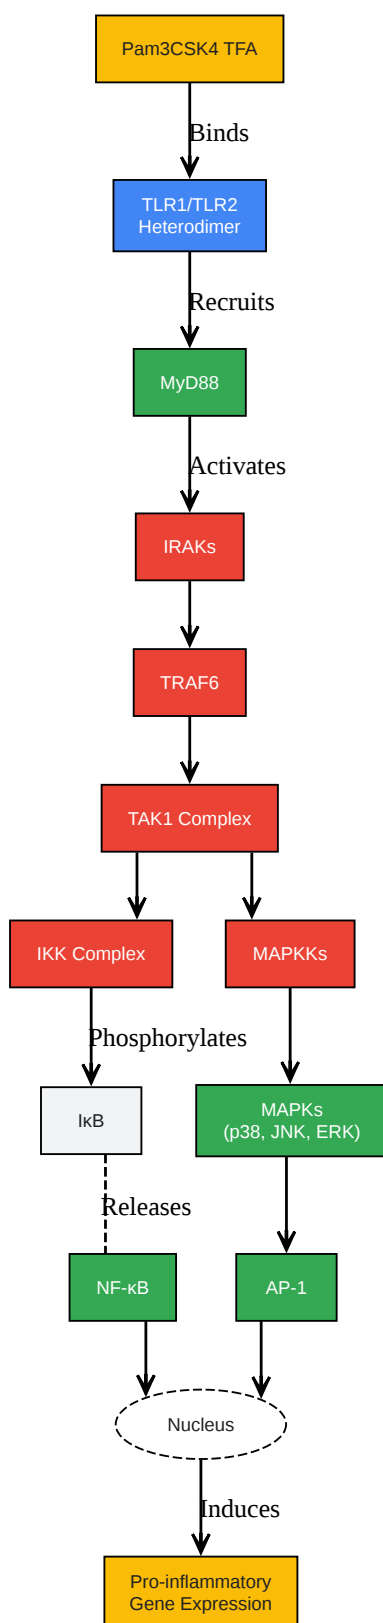 Pam3CSK4 TFA
Binds
TLR1/TLR2
Heterodimer
Recruits
MyD88
Activates
IRAKs
TRAF6
TAK1 Complex
IKK Complex
MAPKKs
Phosphorylates
IκB
MAPKs
(p38, JNK, ERK)
Releases
NF-κB
AP-1
Nucleus
Induces
Pro-inflammatory
Gene Expression